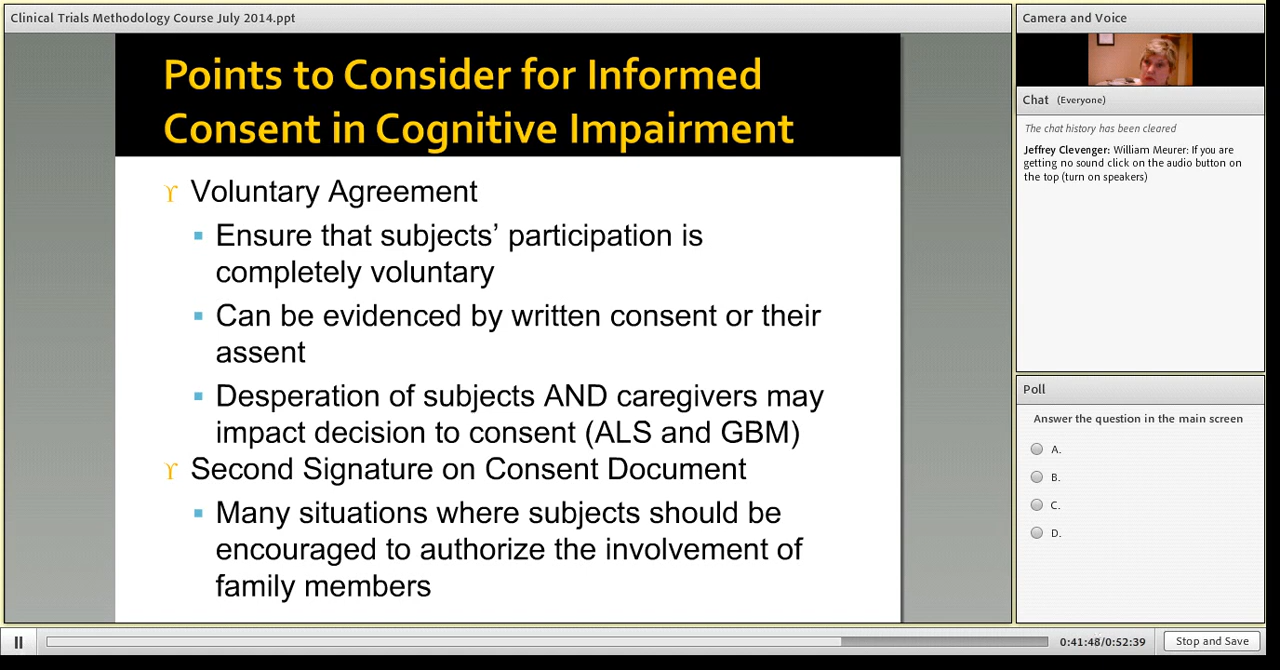 Clinical Trials Methodology Course July 2014.ppt
Points to Consider for Informed
Consent in Cognitive Impairment
Voluntary Agreement
Ensure that subjects’ participation is
completely voluntary
Can be evidenced by written consent or their
assent
Desperation of subjects AND caregivers may
impact decision to consent (ALS and GBM)
Second Signature on Consent Document
Many situations where subjects should be
encouraged to authorize the involvement of
family members
Camera and Voice
Chat (Everyone)
The chat history has been cleared
Jeffrey Clevenger: William Meurer: If you are
getting no sound click on the audio button on
the top (turn on speakers)
Poll
Answer the question in the main screen
A.
B.
C.
D.
0:41:48/0:52:39
Stop and Save